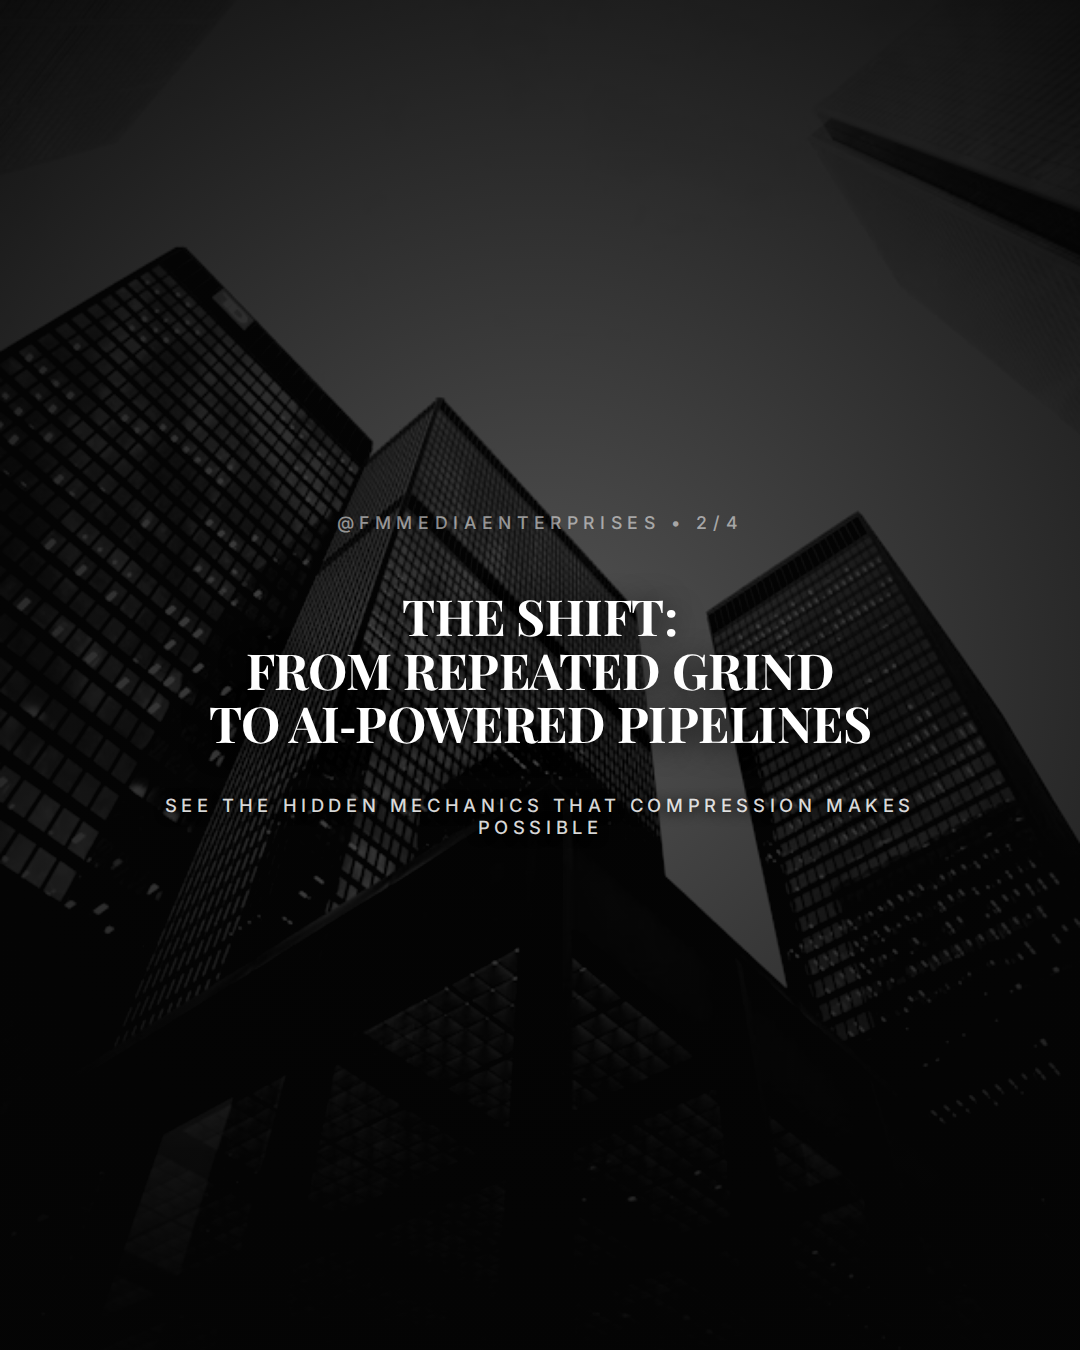 @FMMEDIAENTERPRISES • 2/4
THE SHIFT:
FROM REPEATED GRIND
TO AI-POWERED PIPELINES
SEE THE HIDDEN MECHANICS THAT COMPRESSION MAKES
POSSIBLE